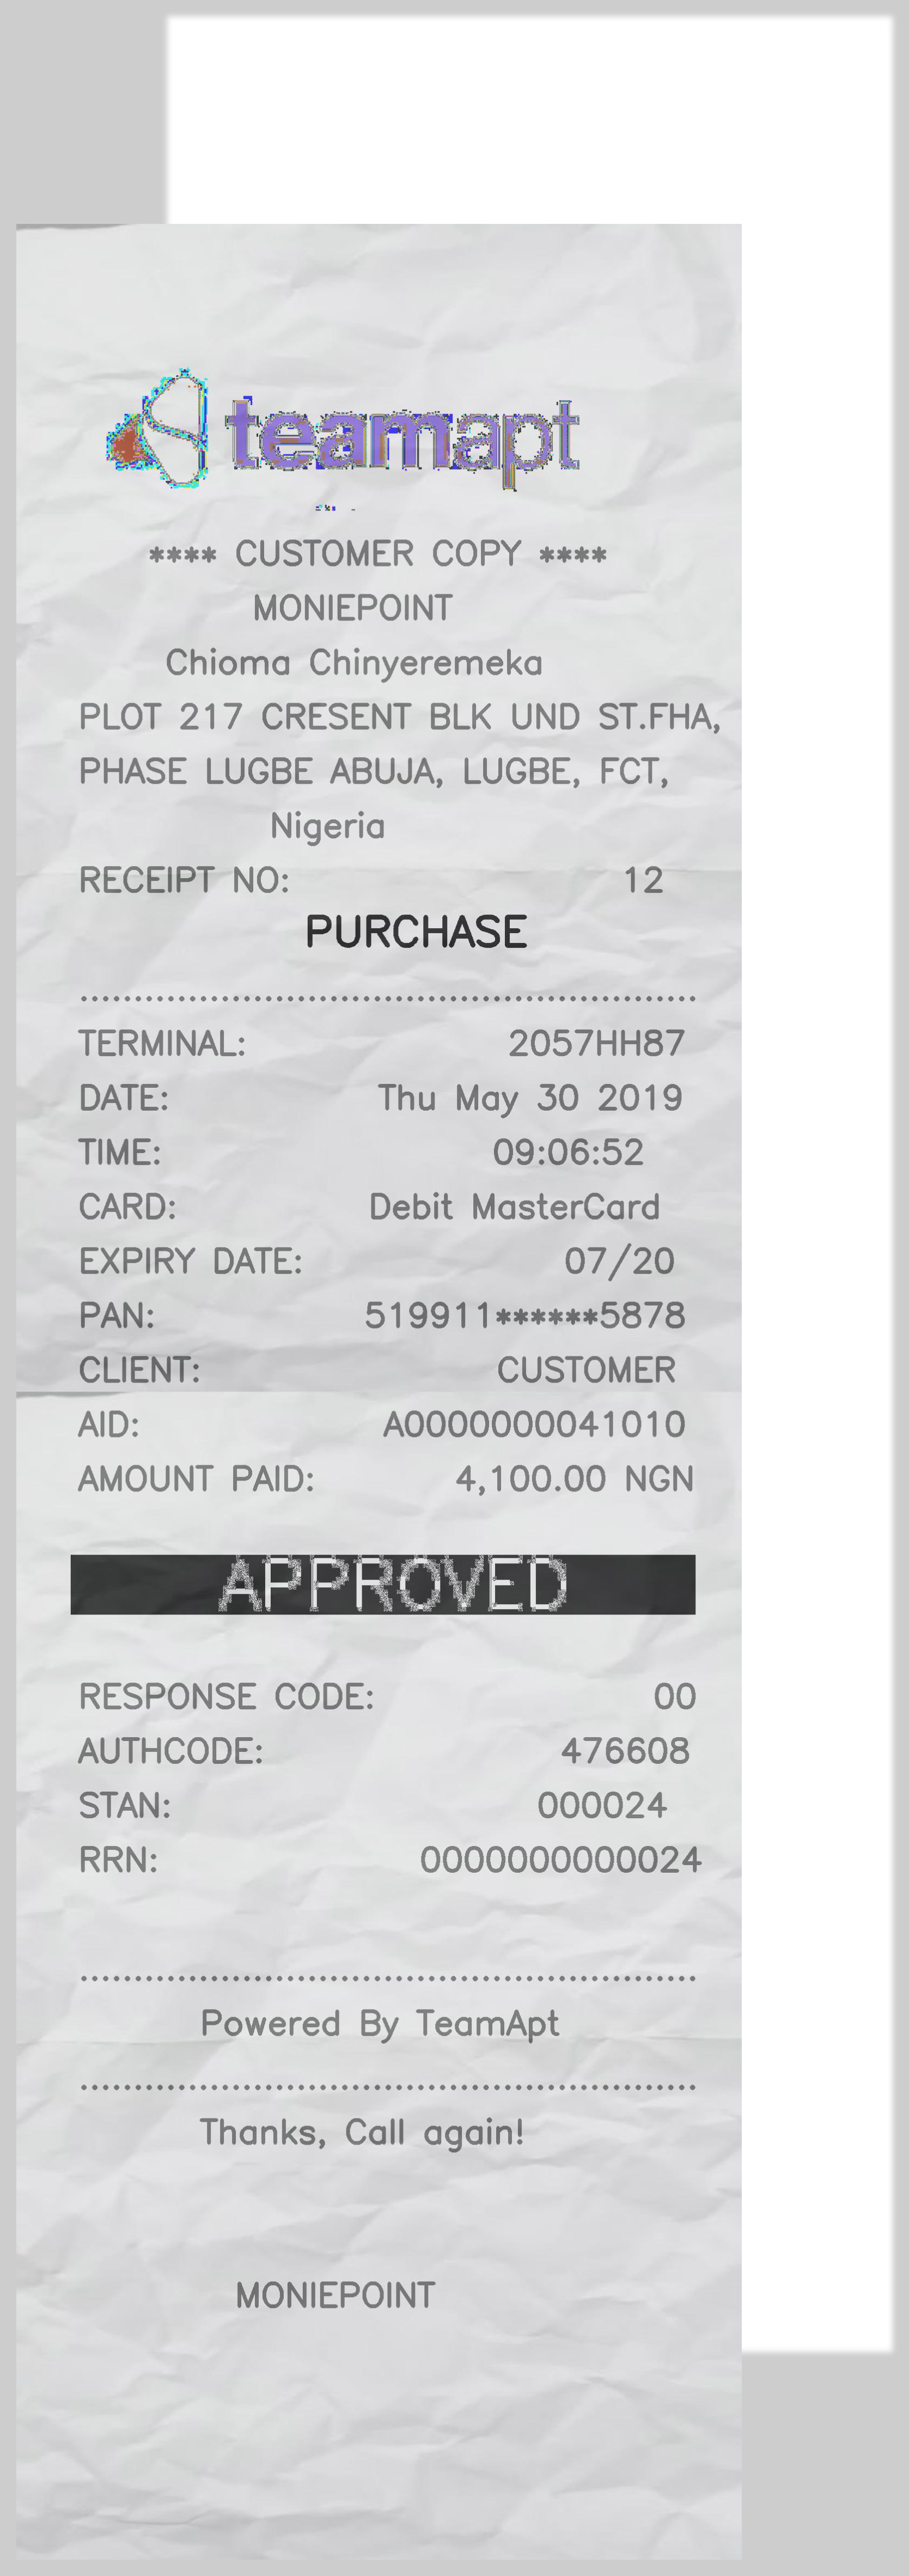 teamapt
**** CUSTOMER COPY ****
MONIEPOINT
Chioma Chinyeremeka
PLOT 217 CRESENT BLK UND ST.FHA,
PHASE LUGBE ABUJA, LUGBE, FCT,
Nigeria
RECEIPT NO: 12
PURCHASE
TERMINAL: 2057HH87
DATE: Thu May 30 2019
TIME: 09:06:52
CARD: Debit MasterCard
EXPIRY DATE: 07/20
PAN: 519911******5878
CLIENT: CUSTOMER
AID: A0000000041010
AMOUNT PAID: 4,100.00 NGN
APPROVED
RESPONSE CODE: 00
AUTHCODE: 476608
STAN: 000024
RRN: 0000000000024
Powered By TeamApt
Thanks, Call again!
MONIEPOINT